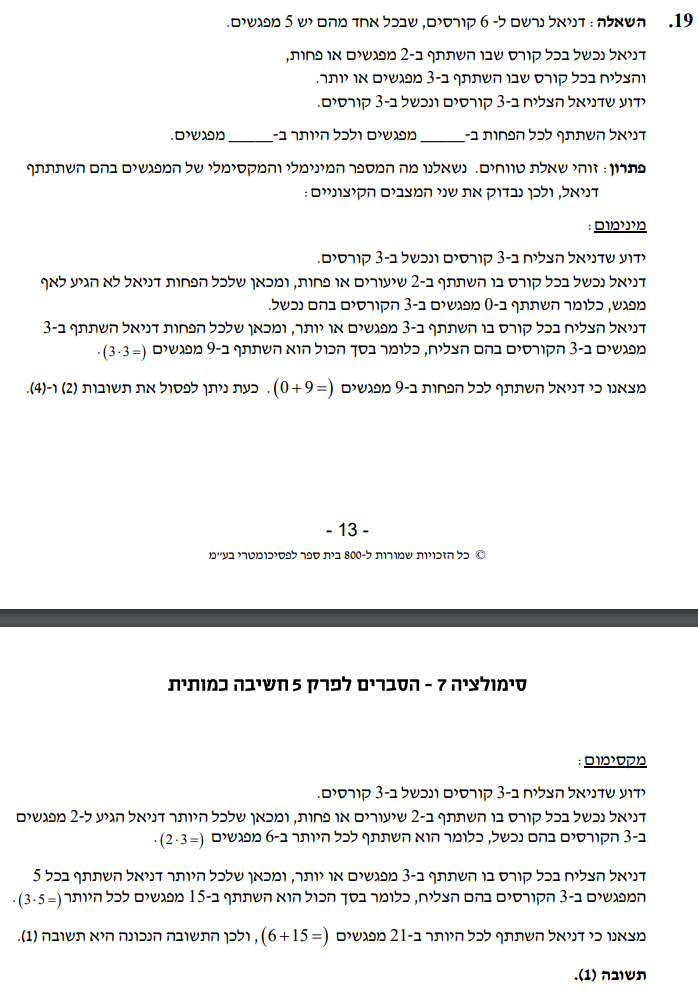 19. השאלה: דניאל נרשם ל- 6 קורסים, שבכל אחד מהם יש 5 מפגשים.
דניאל נכשל בכל קורס שבו השתתף ב-2 מפגשים או פחות,
והצליח בכל קורס שבו השתתף ב-3 מפגשים או יותר.
ידוע שדניאל הצליח ב-3 קורסים ונכשל ב-3 קורסים.
דניאל השתתף לכל הפחות ב-_____ מפגשים ולכל היותר ב-_____ מפגשים.
פתרון: זוהי שאלת טווחים. נשאלנו מה המספר המינימלי והמקסימלי של המפגשים בהם השתתתף
דניאל, ולכן נבדוק את שני המצבים הקיצוניים:
מינימום:
ידוע שדניאל הצליח ב-3 קורסים ונכשל ב-3 קורסים.
דניאל נכשל בכל קורס בו השתתף ב-2 שיעורים או פחות, ומכאן שלכל הפחות דניאל לא הגיע לאף
מפגש, כלומר השתתף ב-0 מפגשים ב-3 הקורסים בהם נכשל.
דניאל הצליח בכל קורס בו השתתף ב-3 מפגשים או יותר, ומכאן שלכל הפחות דניאל השתתף ב-3
מפגשים ב-3 הקורסים בהם הצליח, כלומר בסך הכול הוא השתתף ב-9 מפגשים (=3·3).
מצאנו כי דניאל השתתף לכל הפחות ב-9 מפגשים (=0+9). כעת ניתן לפסול את תשובות (2) ו-(4).
- 13 -
© כל הזכויות שמורות ל-800 בית ספר לפסיכומטרי בע"מ
סימולציה 7 - הסברים לפרק 5 חשיבה כמותית
מקסימום:
ידוע שדניאל הצליח ב-3 קורסים ונכשל ב-3 קורסים.
דניאל נכשל בכל קורס בו השתתף ב-2 שיעורים או פחות, ומכאן שלכל היותר דניאל הגיע ל-2 מפגשים
ב-3 הקורסים בהם נכשל, כלומר הוא השתתף לכל היותר ב-6 מפגשים (=2·3).
דניאל הצליח בכל קורס בו השתתף ב-3 מפגשים או יותר, ומכאן שלכל היותר דניאל השתתף בכל 5
המפגשים ב-3 הקורסים בהם הצליח, כלומר בסך הכול הוא השתתף ב-15 מפגשים לכל היותר (=3·5).
מצאנו כי דניאל השתתף לכל היותר ב-21 מפגשים (=6+15), ולכן התשובה הנכונה היא תשובה (1).
תשובה (1).